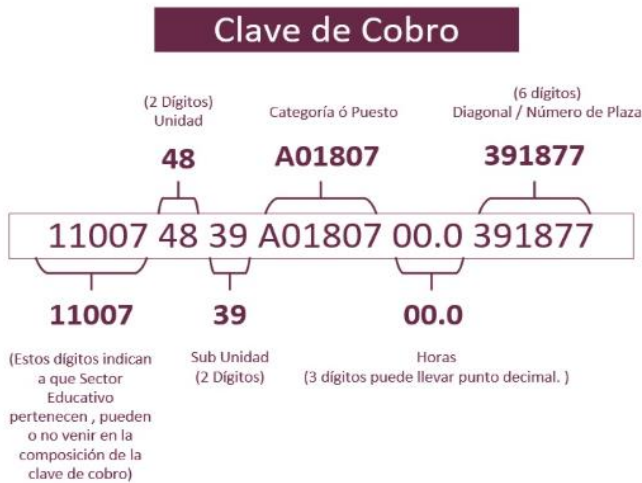 Clave de Cobro
(2 Dígitos)
Unidad
48
Categoría ó Puesto
A01807
(6 dígitos)
Diagonal / Número de Plaza
391877
11007 48 39 A01807 00.0 391877
11007
(Estos dígitos indican
a que Sector
Educativo
pertenecen , pueden
o no venir en la
composición de la
clave de cobro)
39
Sub Unidad
(2 Dígitos)
00.0
Horas
(3 dígitos puede llevar punto decimal. )